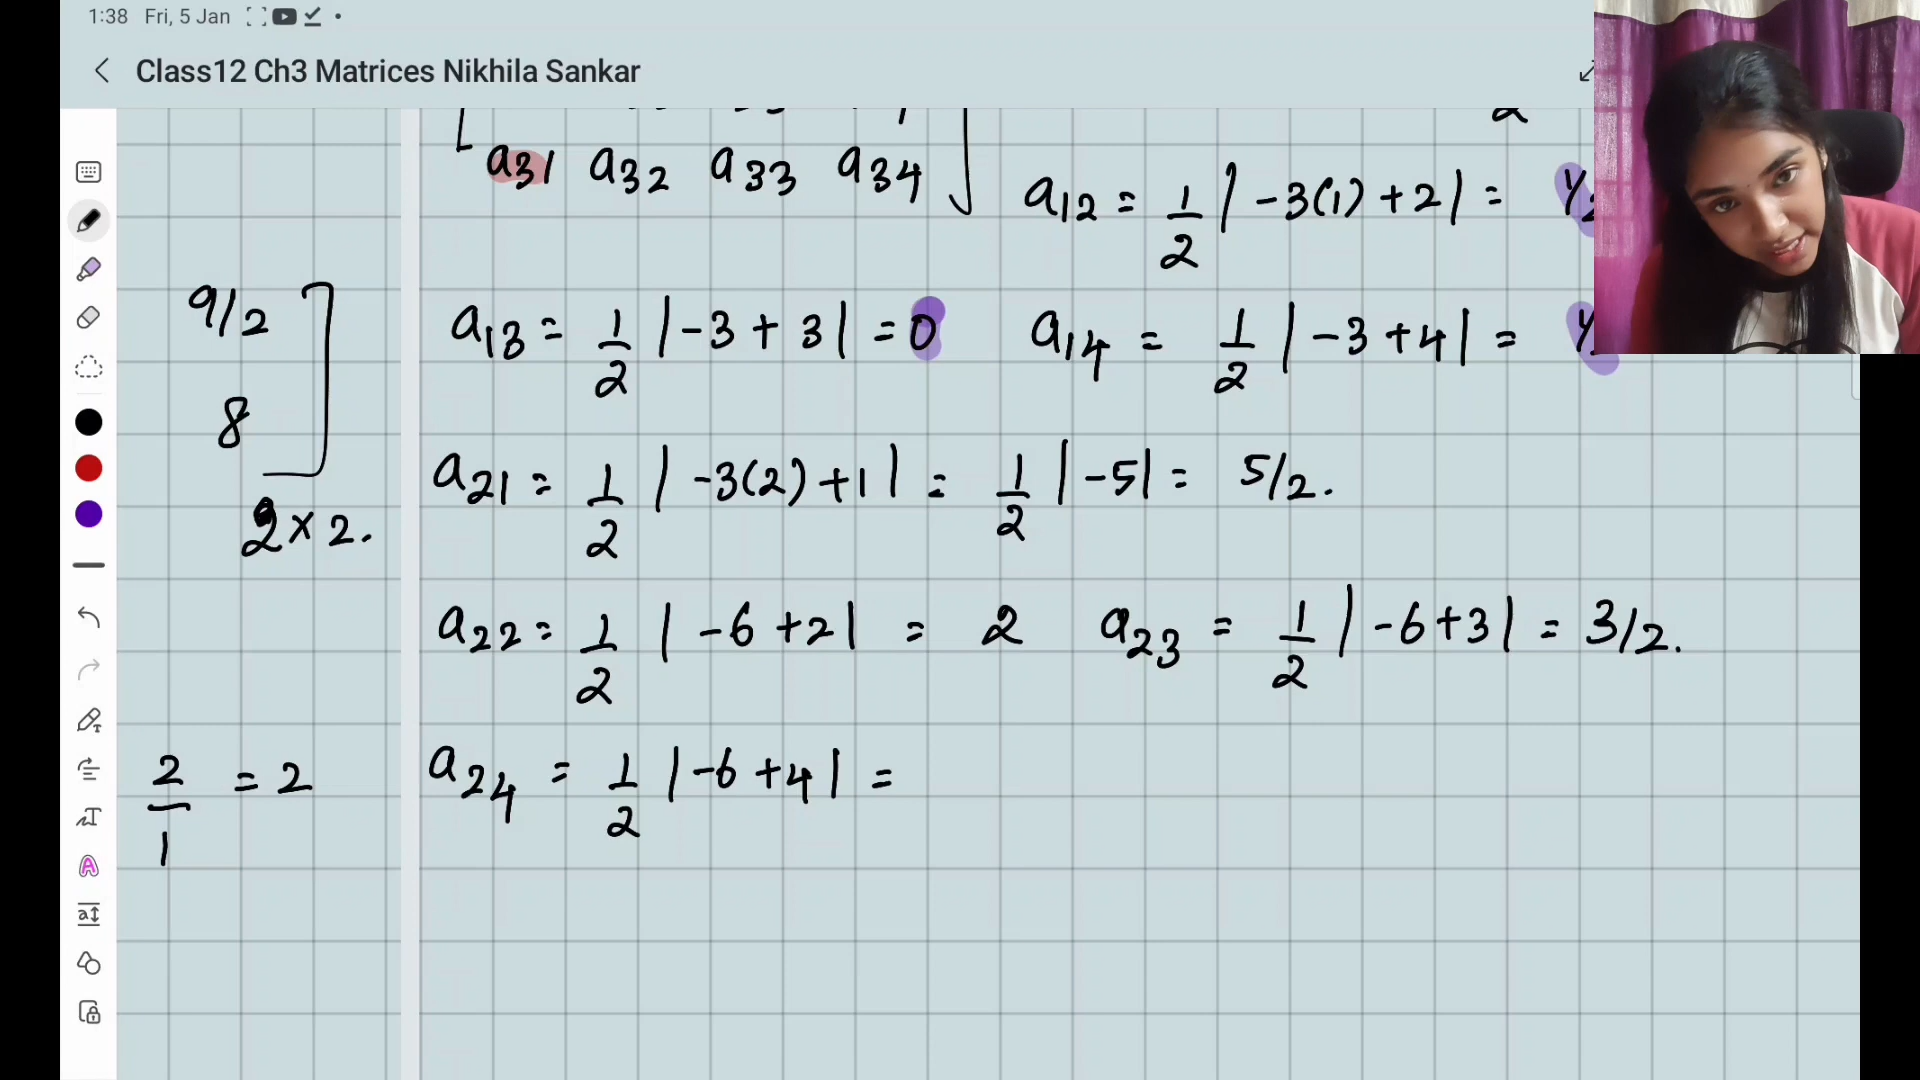 1:38 Fri, 5 Jan
Class12 Ch3 Matrices Nikhila Sankar
a31 a32 a33 a34
a12 = 1/2 |-3(1) + 2| =
9/2
8
2 × 2.
a13 = 1/2 |-3 + 3| = 0 a14 = 1/2 |-3 + 4| =
a21 = 1/2 |-3(2) + 1| = 1/2 |-5| = 5/2.
a22 = 1/2 |-6 + 2| = 2 a23 = 1/2 |-6 + 3| = 3/2.
2/1 = 2
a24 = 1/2 |-6 + 4| =